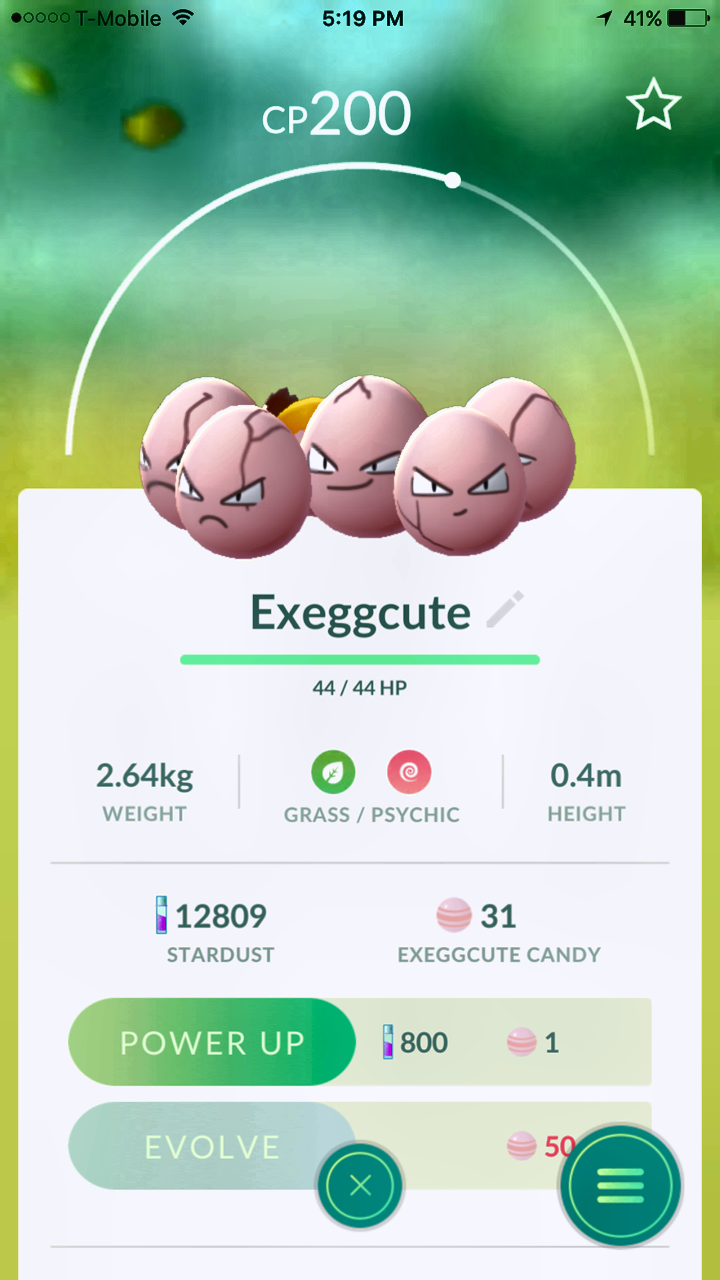 T-Mobile 5:19 PM 41%
CP200
Exeggcute
44 / 44 HP
2.64kg 0.4m
WEIGHT GRASS / PSYCHIC HEIGHT
12809 31
STARDUST EXEGGCUTE CANDY
POWER UP 800 1
EVOLVE 50